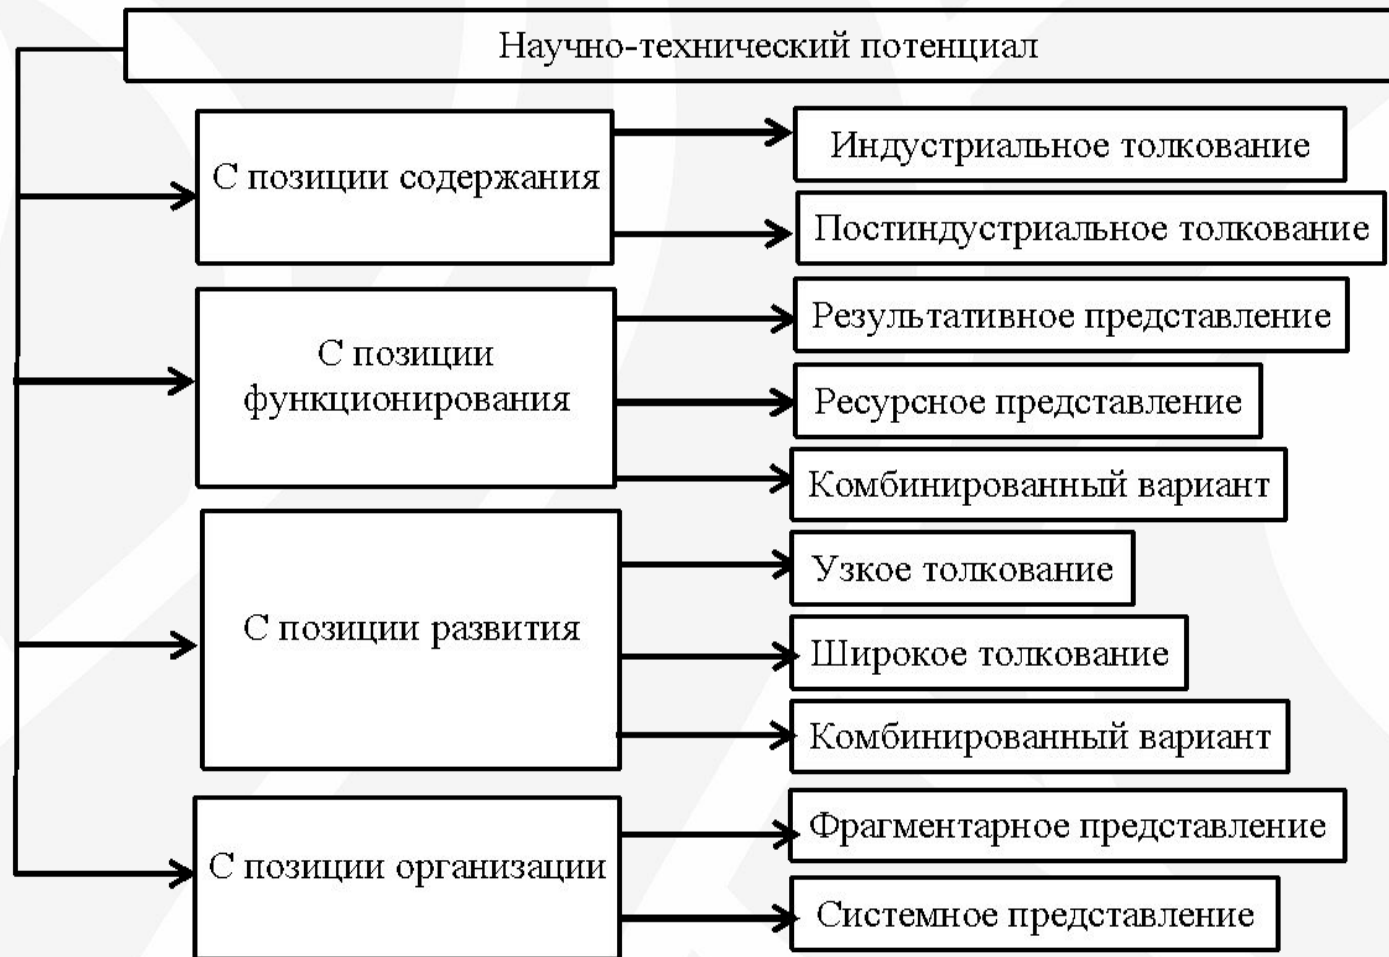 Научно-технический потенциал
С позиции содержания
Индустриальное толкование
Постиндустриальное толкование
С позиции
функционирования
Результативное представление
Ресурсное представление
Комбинированный вариант
С позиции развития
Узкое толкование
Широкое толкование
Комбинированный вариант
С позиции организации
Фрагментарное представление
Системное представление